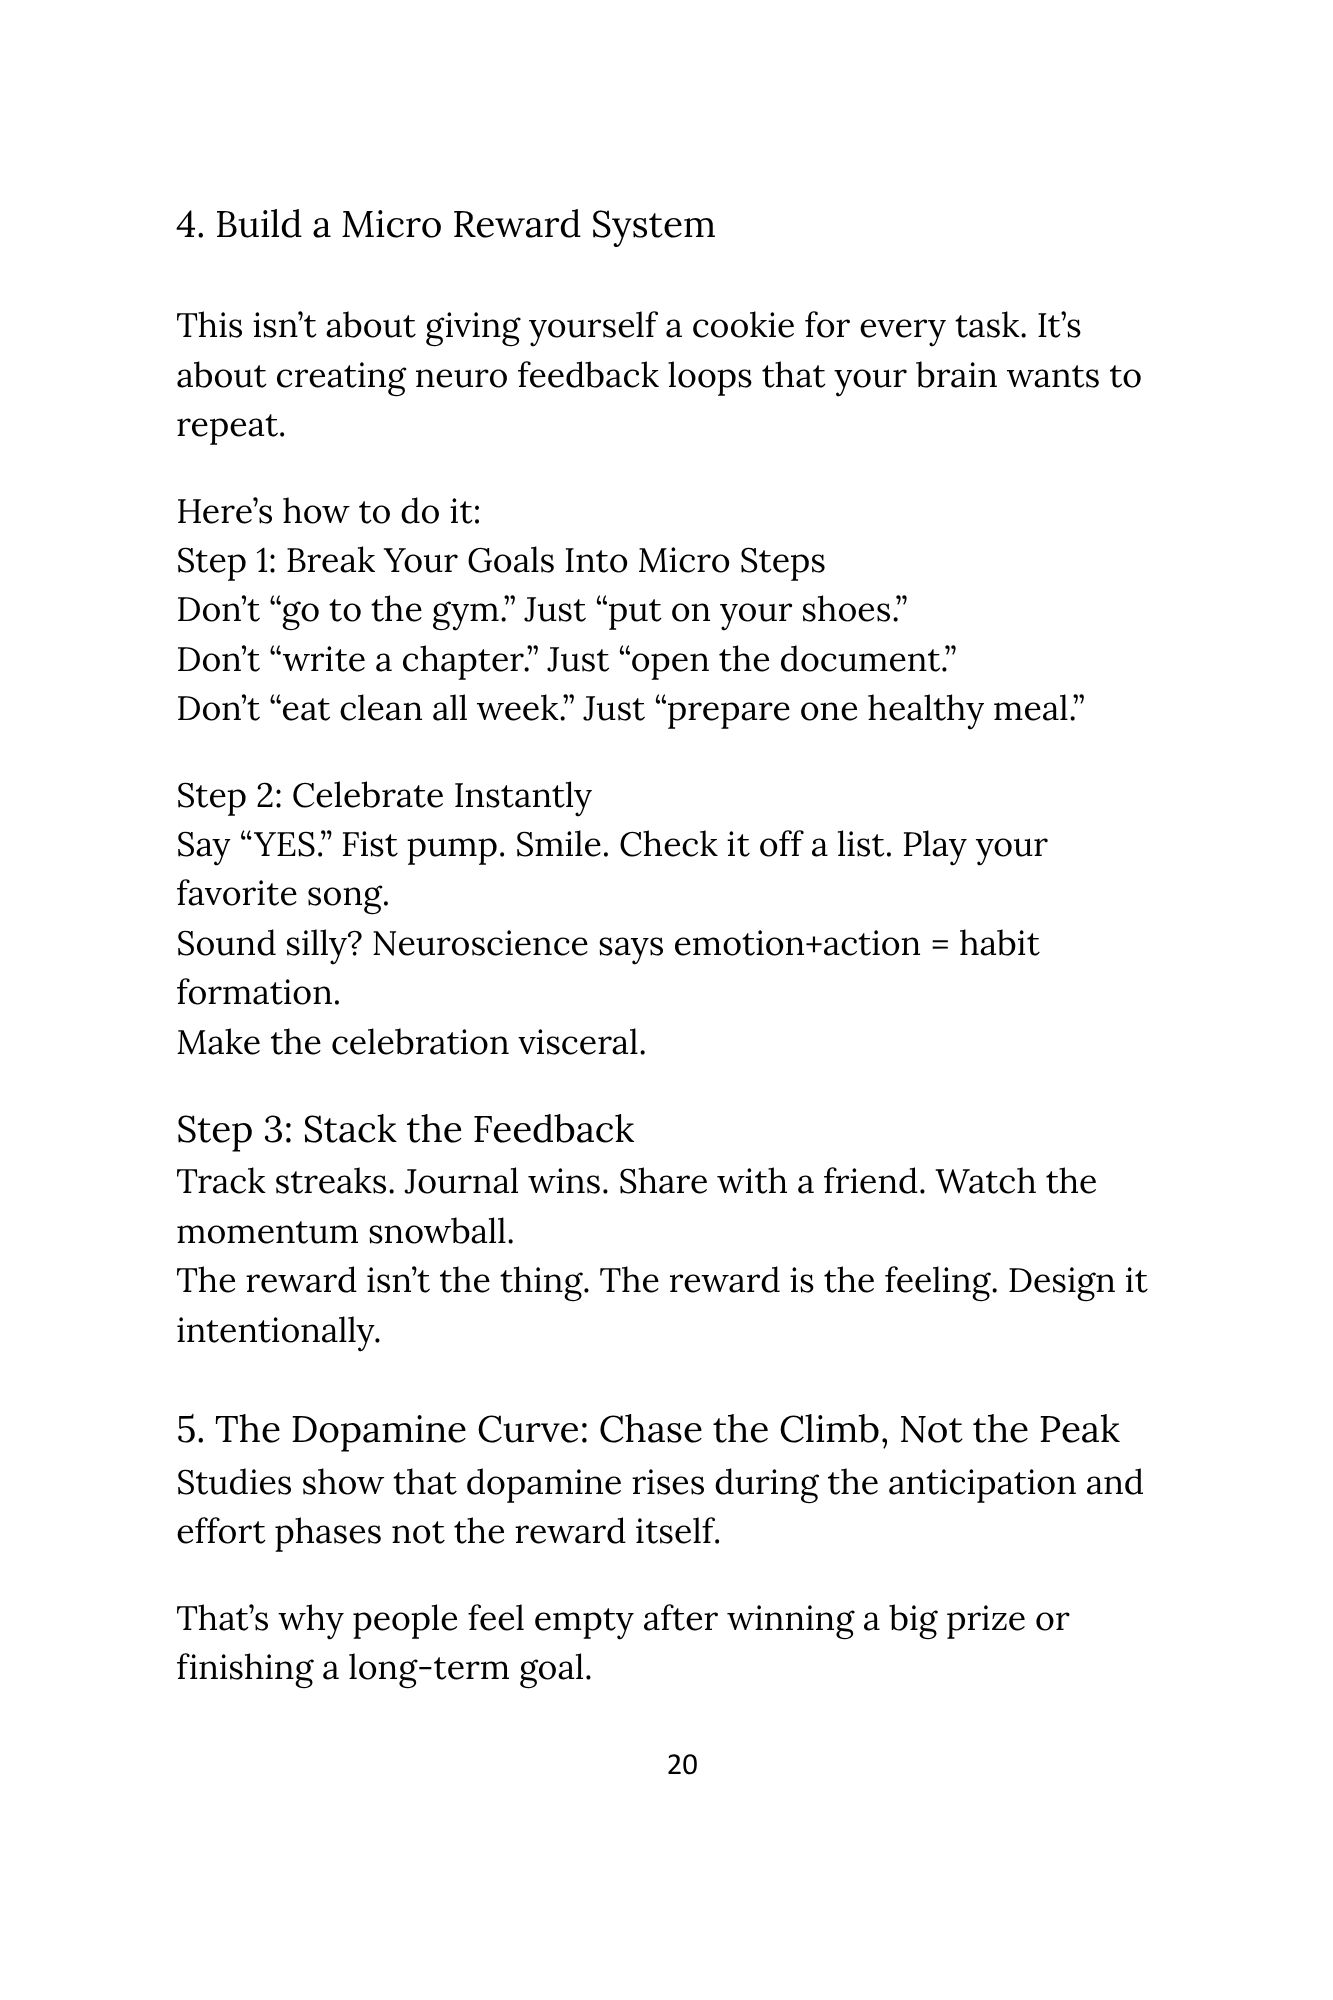 4. Build a Micro Reward System
This isn’t about giving yourself a cookie for every task. It’s
about creating neuro feedback loops that your brain wants to
repeat.
Here’s how to do it:
Step 1: Break Your Goals Into Micro Steps
Don’t “go to the gym.” Just “put on your shoes.”
Don’t “write a chapter.” Just “open the document.”
Don’t “eat clean all week.” Just “prepare one healthy meal.”
Step 2: Celebrate Instantly
Say “YES.” Fist pump. Smile. Check it off a list. Play your
favorite song.
Sound silly? Neuroscience says emotion+action = habit
formation.
Make the celebration visceral.
Step 3: Stack the Feedback
Track streaks. Journal wins. Share with a friend. Watch the
momentum snowball.
The reward isn’t the thing. The reward is the feeling. Design it
intentionally.
5. The Dopamine Curve: Chase the Climb, Not the Peak
Studies show that dopamine rises during the anticipation and
effort phases not the reward itself.
That’s why people feel empty after winning a big prize or
finishing a long-term goal.
20